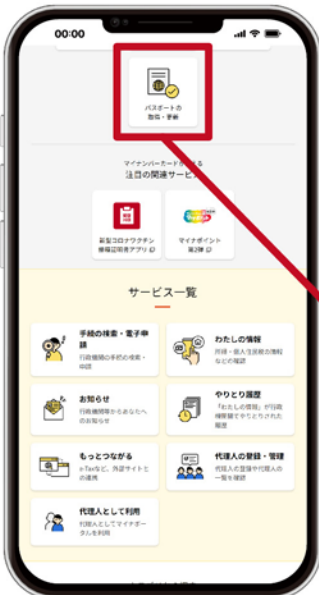 00:00
パスポートの
取得・更新
マイナンバーカードが
る
注目の関連サービ
新型コロナワクチン
接種証明書アプリ
マイナポイント
第2弾
サービス一覧
手続の検索・電子申
請
行政機関の手続の検索・
申請
わたしの情報
所得・個人住民税の情報
などの確認
お知らせ
行政機関等からあなたへ
のお知らせ
やりとり履歴
「わたしの情報」が行政
機関間でやりとりされた
履歴
もっとつながる
e-Taxなど、外部サイトと
の連携
代理人の登録・管理
代理人の登録や代理人の
一覧を確認
代理人として利用
代理人としてマイナポー
タルを利用